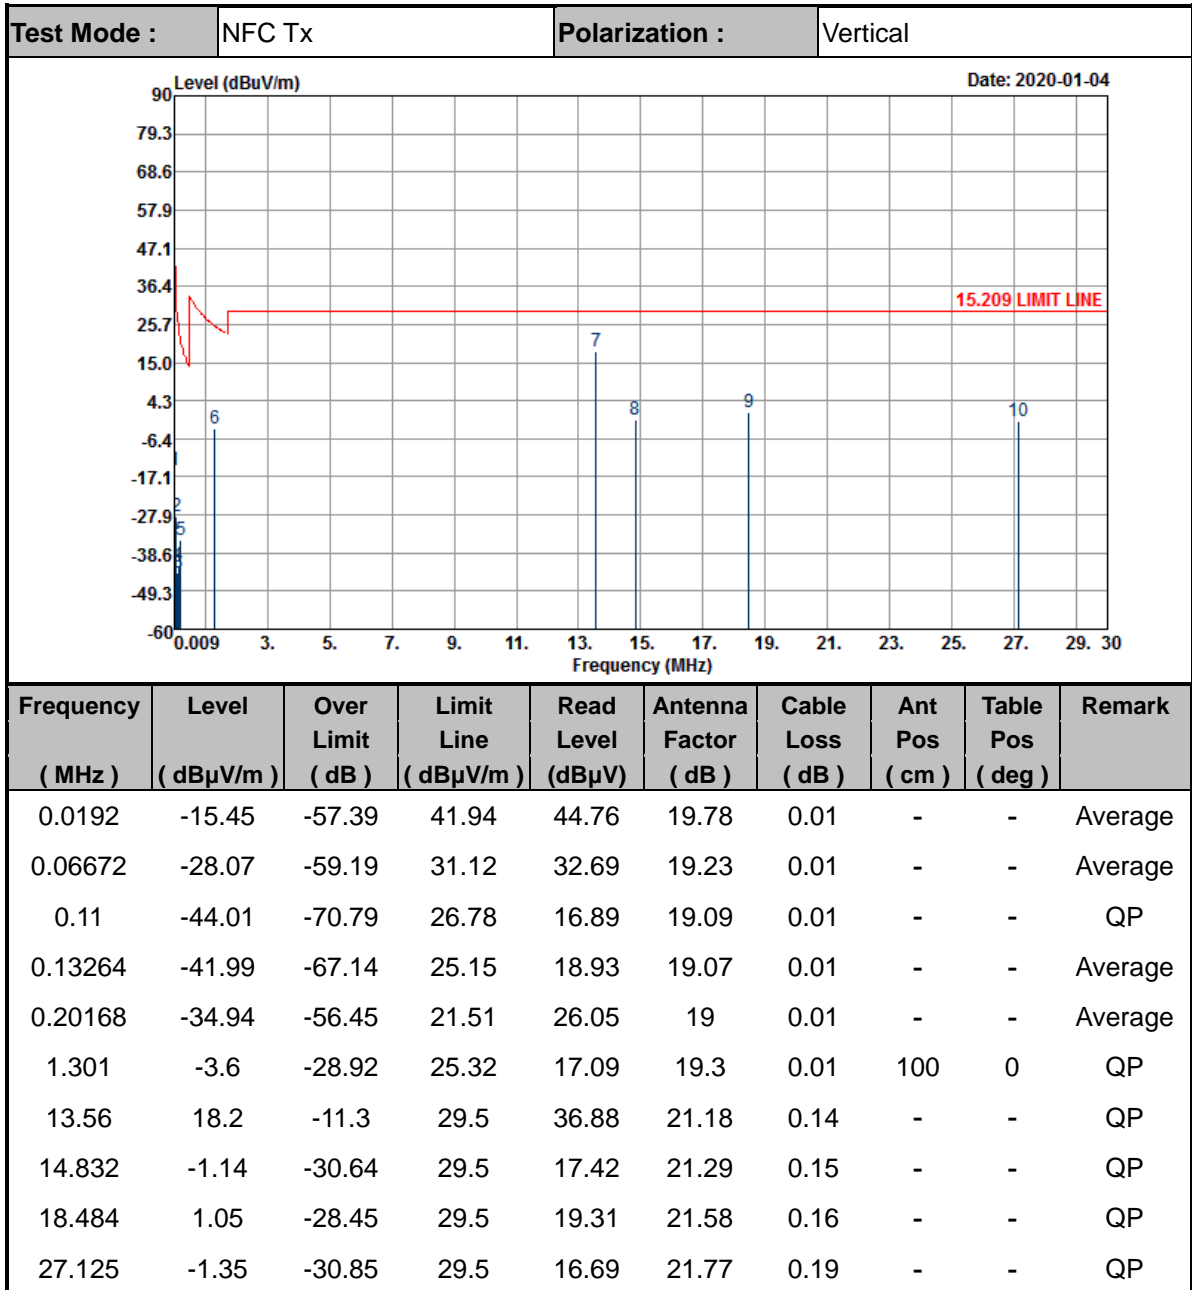 Test Mode : NFC Tx Polarization : Vertical
Level (dBuV/m) Date: 2020-01-04
90
79.3
68.6
57.9
47.1
36.4
25.7
15.0
4.3
-6.4
-17.1
-27.9
-38.6
-49.3
-60
15.209 LIMIT LINE
1
2
5
6
7
8
9
10
0.009 3. 5. 7. 9. 11. 13. 15. 17. 19. 21. 23. 25. 27. 29. 30
Frequency (MHz)
Frequency Level Over Limit Read Antenna Cable Ant Table Remark
Limit Line Level Factor Loss Pos Pos
( MHz ) ( dBµV/m ) ( dB ) ( dBµV/m ) (dBµV) ( dB ) ( dB ) ( cm ) ( deg )
0.0192 -15.45 -57.39 41.94 44.76 19.78 0.01 - - Average
0.06672 -28.07 -59.19 31.12 32.69 19.23 0.01 - - Average
0.11 -44.01 -70.79 26.78 16.89 19.09 0.01 - - QP
0.13264 -41.99 -67.14 25.15 18.93 19.07 0.01 - - Average
0.20168 -34.94 -56.45 21.51 26.05 19 0.01 - - Average
1.301 -3.6 -28.92 25.32 17.09 19.3 0.01 100 0 QP
13.56 18.2 -11.3 29.5 36.88 21.18 0.14 - - QP
14.832 -1.14 -30.64 29.5 17.42 21.29 0.15 - - QP
18.484 1.05 -28.45 29.5 19.31 21.58 0.16 - - QP
27.125 -1.35 -30.85 29.5 16.69 21.77 0.19 - - QP